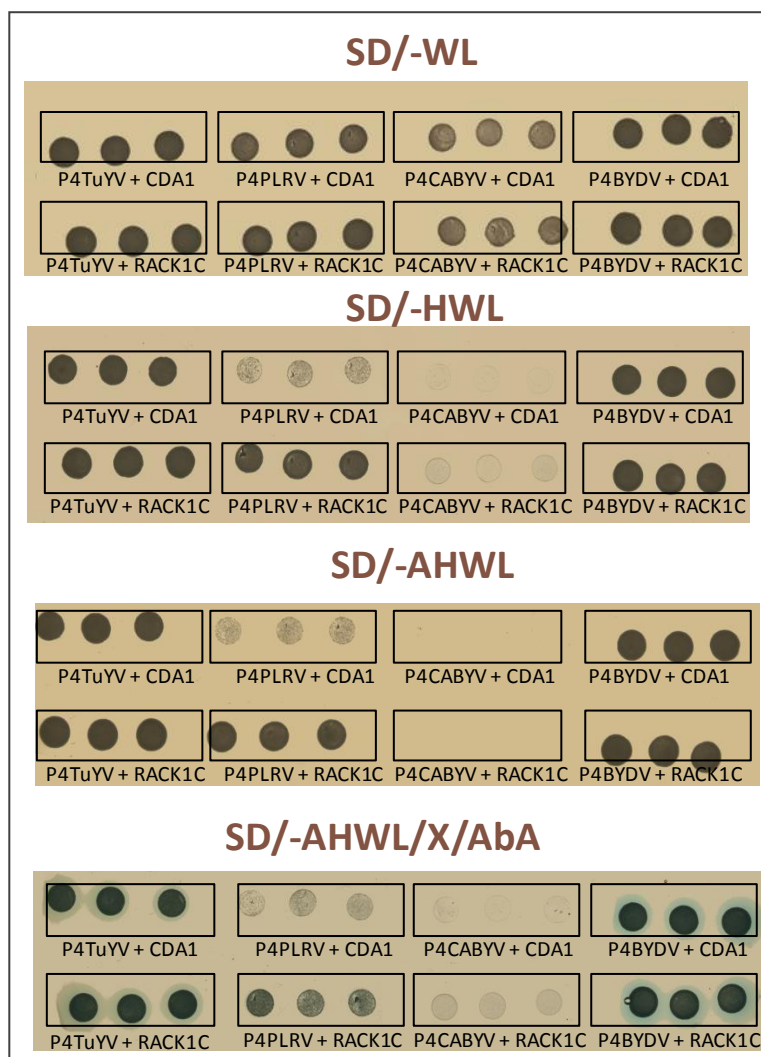 SD/-WL
P4TuYV + CDA1 P4PLRV + CDA1 P4CABYV + CDA1 P4BYDV + CDA1
P4TuYV + RACK1C P4PLRV + RACK1C P4CABYV + RACK1C P4BYDV + RACK1C
SD/-HWL
P4TuYV + CDA1 P4PLRV + CDA1 P4CABYV + CDA1 P4BYDV + CDA1
P4TuYV + RACK1C P4PLRV + RACK1C P4CABYV + RACK1C P4BYDV + RACK1C
SD/-AHWL
P4TuYV + CDA1 P4PLRV + CDA1 P4CABYV + CDA1 P4BYDV + CDA1
P4TuYV + RACK1C P4PLRV + RACK1C P4CABYV + RACK1C P4BYDV + RACK1C
SD/-AHWL/X/AbA
P4TuYV + CDA1 P4PLRV + CDA1 P4CABYV + CDA1 P4BYDV + CDA1
P4TuYV + RACK1C P4PLRV + RACK1C P4CABYV + RACK1C P4BYDV + RACK1C